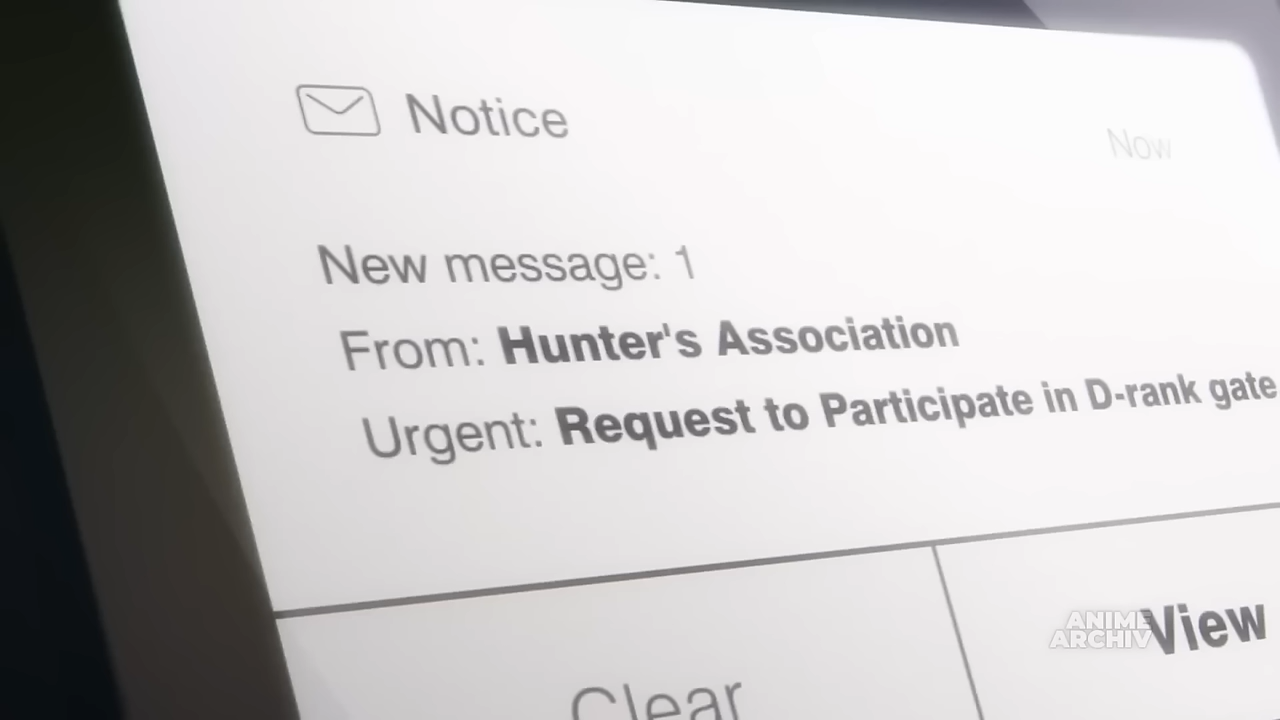 Notice
Now
New message: 1
From: Hunter's Association
Urgent: Request to Participate in D-rank gate
Clear
View
ANIME
ARCHIV